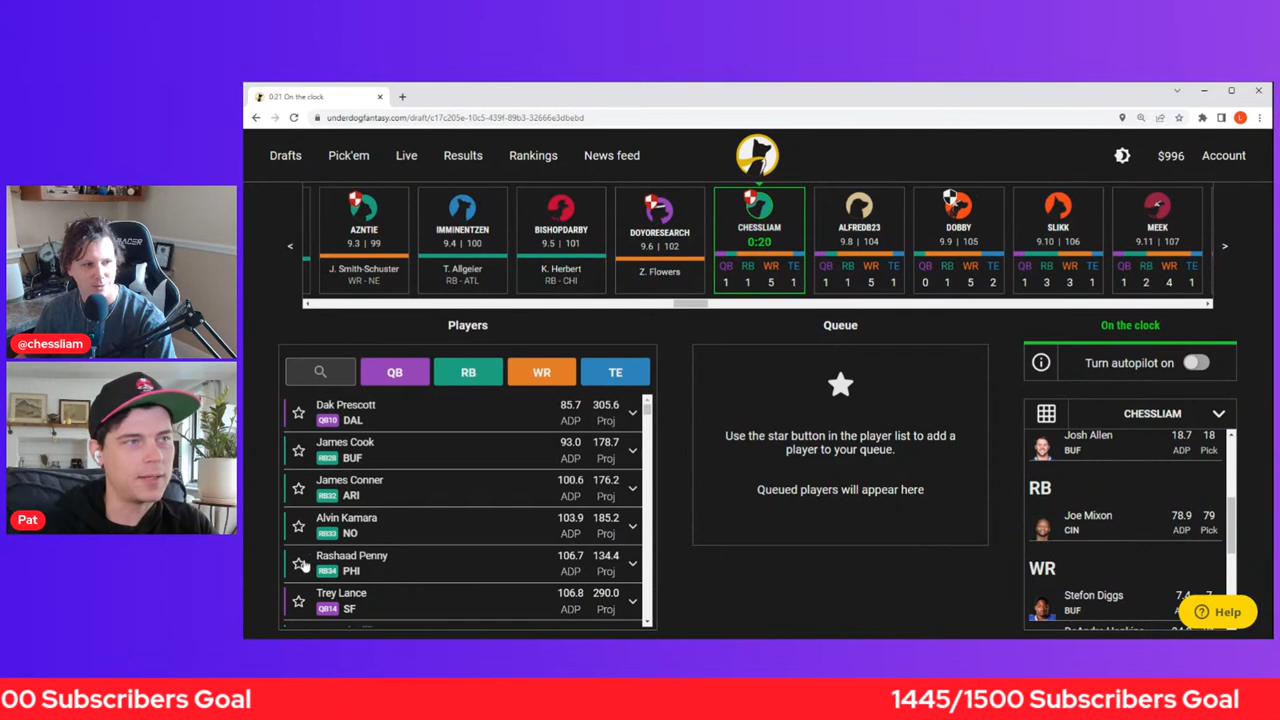 0:21 On the clock
underdogfantasy.com/draft/c17c205e-10c5-439f-89b3-32666e3dbebd
Drafts Pick'em Live Results Rankings News feed $996 Account
AZNTIE
9.3 | 99
J. Smith-Schuster
WR - NE
IMMINENTZEN
9.4 | 100
T. Allgeier
RB - ATL
BISHOPDARBY
9.5 | 101
K. Herbert
RB - CHI
DOYORESEARCH
9.6 | 102
Z. Flowers
CHESSLIAM
0:20
QB RB WR TE
1 1 5 1
ALFREDB23
9.8 | 104
QB RB WR TE
1 1 5 1
DOBBY
9.9 | 105
QB RB WR TE
0 1 5 2
SLIKK
9.10 | 106
QB RB WR TE
1 3 3 1
MEEK
9.11 | 107
QB RB WR TE
1 2 4 1
Players
QB RB WR TE
Dak Prescott 85.7 305.6
QB10 DAL ADP Proj
James Cook 93.0 178.7
RB28 BUF ADP Proj
James Conner 100.6 176.2
RB32 ARI ADP Proj
Alvin Kamara 103.9 185.2
RB33 NO ADP Proj
Rashaad Penny 106.7 134.4
RB34 PHI ADP Proj
Trey Lance 106.8 290.0
QB14 SF ADP Proj
Queue
Use the star button in the player list to add a
player to your queue.
Queued players will appear here
On the clock
Turn autopilot on
CHESSLIAM
Josh Allen 18.7 18
BUF ADP Pick
RB
Joe Mixon 78.9 79
CIN ADP Pick
WR
Stefon Diggs 7.4
BUF
Help
@chessliam
Pat
00 Subscribers Goal 1445/1500 Subscribers Goal